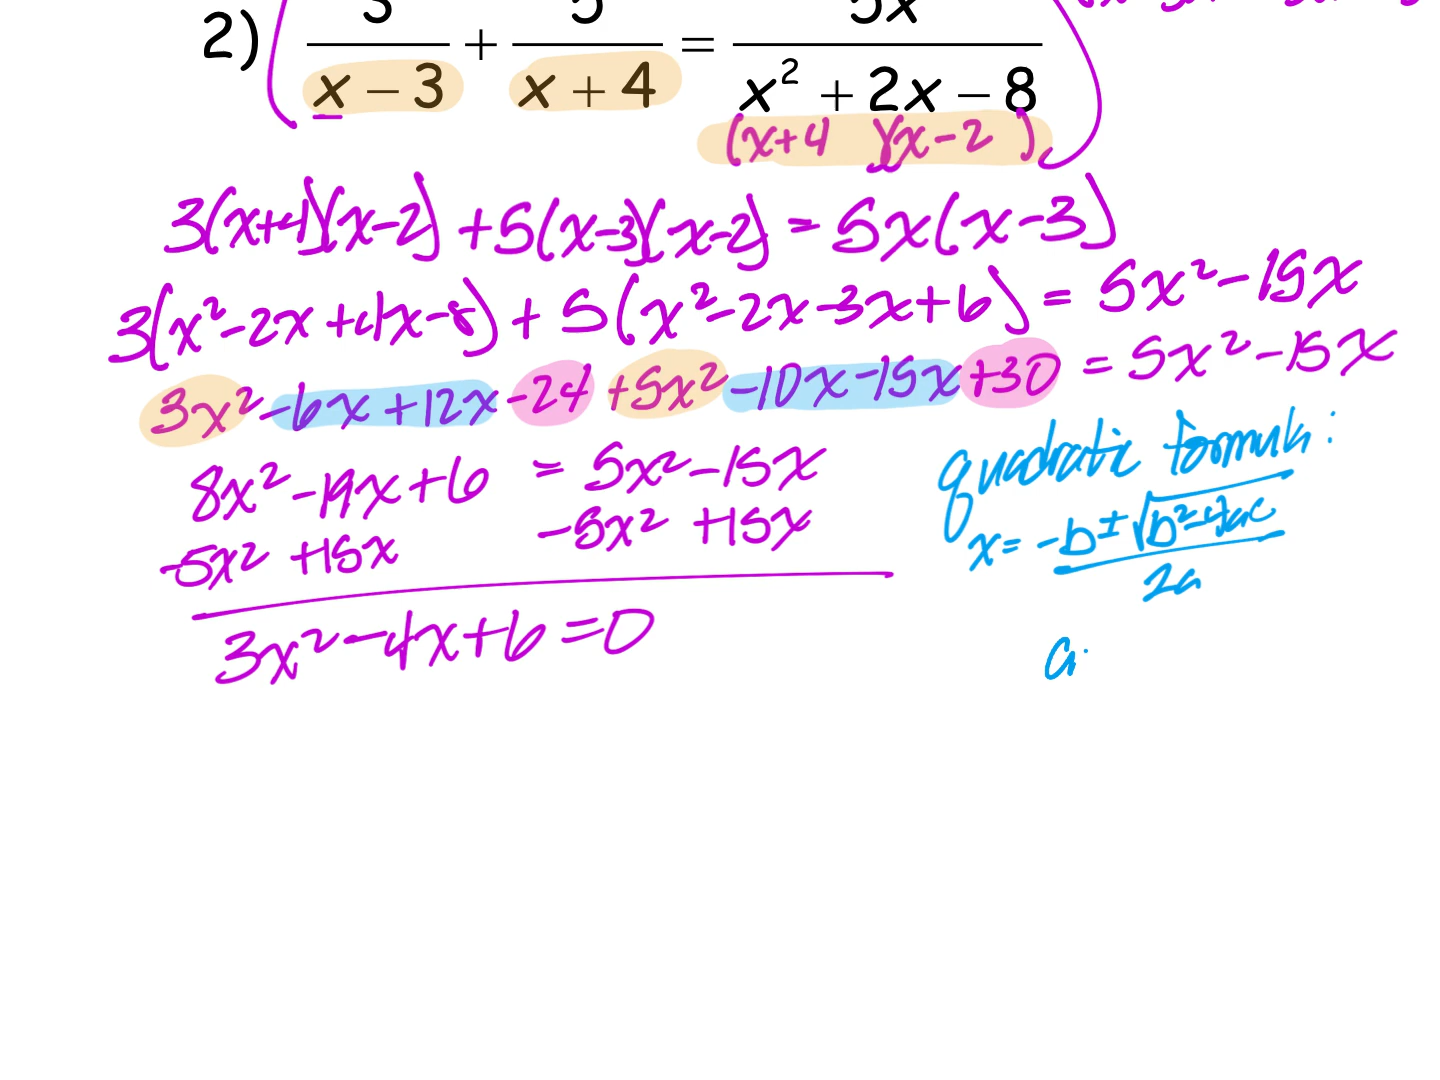 2) 3/(x − 3) + 5/(x + 4) = 5x/(x² + 2x − 8)
(x+4)(x−2)
3(x+4)(x−2) + 5(x−3)(x−2) = 5x(x−3)
3(x²−2x+4x−8) + 5(x²−2x−3x+6) = 5x²−15x
3x²−6x+12x−24+5x²−10x−15x+30 = 5x²−15x
8x²−19x+6 = 5x²−15x
−5x² +15x −5x² +15x
3x²−4x+6=0
quadratic formula:
x= −b±√b²−4ac
2a
a: